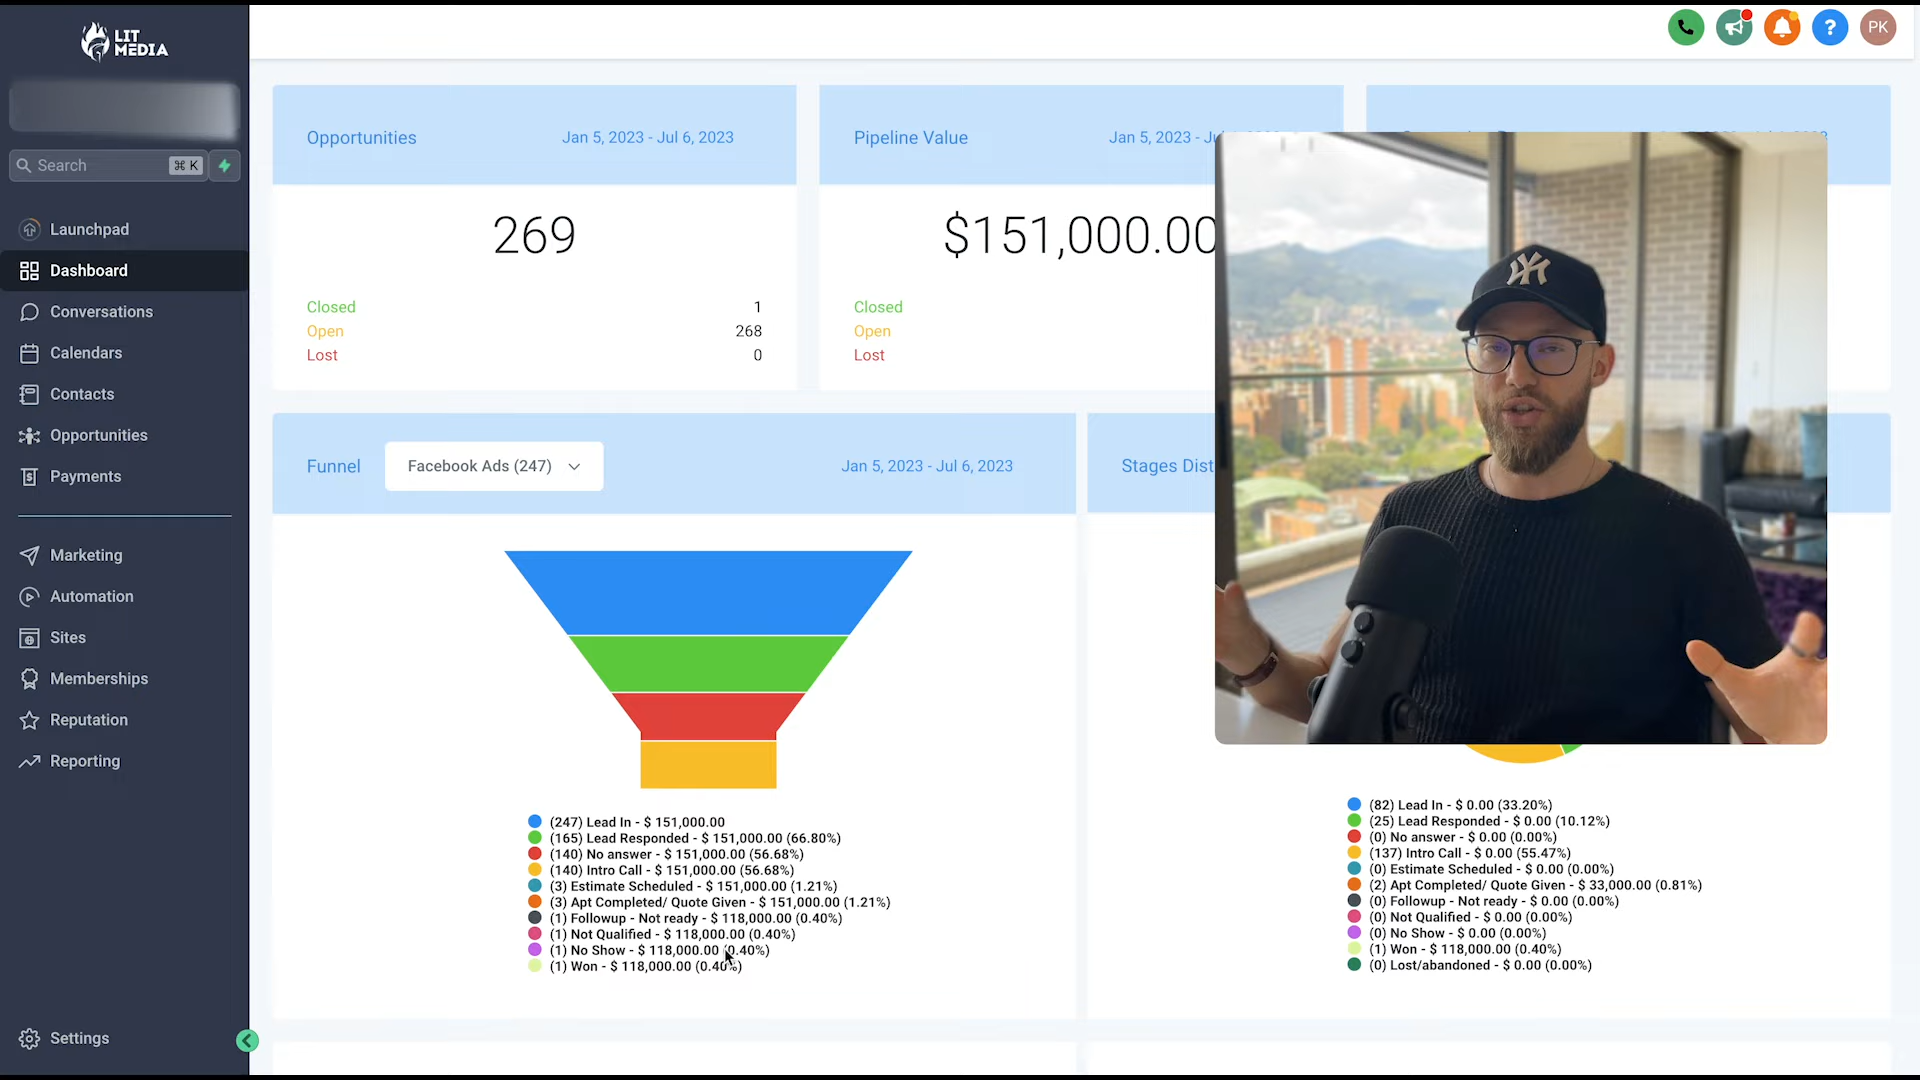 LIT
MEDIA
PK
Search ⌘ K
Launchpad
Dashboard
Conversations
Calendars
Contacts
Opportunities
Payments
Marketing
Automation
Sites
Memberships
Reputation
Reporting
Settings
Opportunities Jan 5, 2023 - Jul 6, 2023
269
Closed 1
Open 268
Lost 0
Pipeline Value Jan 5, 2023 - Ju
$151,000.00
Closed
Open
Lost
Funnel Facebook Ads (247) Jan 5, 2023 - Jul 6, 2023
(247) Lead In - $ 151,000.00
(165) Lead Responded - $ 151,000.00 (66.80%)
(140) No answer - $ 151,000.00 (56.68%)
(140) Intro Call - $ 151,000.00 (56.68%)
(3) Estimate Scheduled - $ 151,000.00 (1.21%)
(3) Apt Completed/ Quote Given - $ 151,000.00 (1.21%)
(1) Followup - Not ready - $ 118,000.00 (0.40%)
(1) Not Qualified - $ 118,000.00 (0.40%)
(1) No Show - $ 118,000.00 (0.40%)
(1) Won - $ 118,000.00 (0.40%)
Stages Dist
(82) Lead In - $ 0.00 (33.20%)
(25) Lead Responded - $ 0.00 (10.12%)
(0) No answer - $ 0.00 (0.00%)
(137) Intro Call - $ 0.00 (55.47%)
(0) Estimate Scheduled - $ 0.00 (0.00%)
(2) Apt Completed/ Quote Given - $ 33,000.00 (0.81%)
(0) Followup - Not ready - $ 0.00 (0.00%)
(0) Not Qualified - $ 0.00 (0.00%)
(0) No Show - $ 0.00 (0.00%)
(1) Won - $ 118,000.00 (0.40%)
(0) Lost/abandoned - $ 0.00 (0.00%)
NY